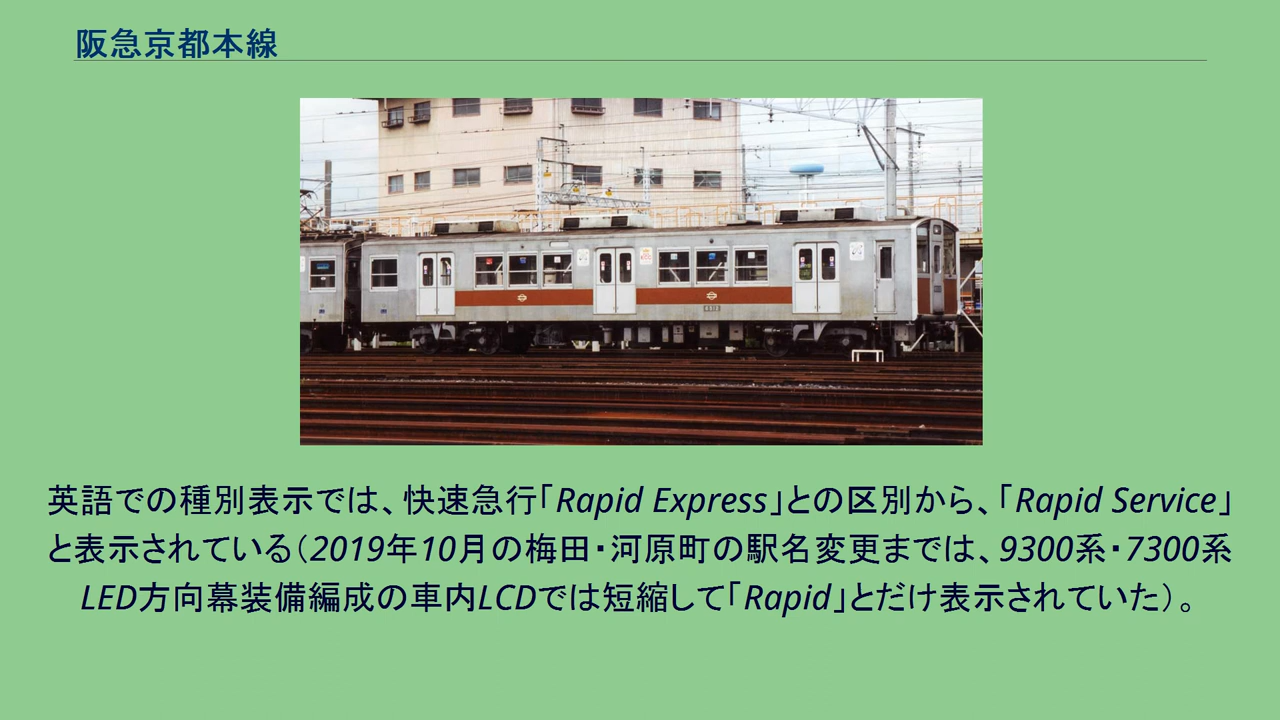 阪急京都本線
英語での種別表示では、快速急行「Rapid Express」との区別から、「Rapid Service」
と表示されている（2019年10月の梅田・河原町の駅名変更までは、9300系・7300系
LED方向幕装備編成の車内LCDでは短縮して「Rapid」とだけ表示されていた）。